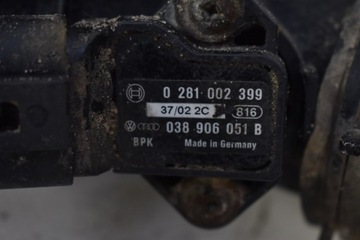 0 281 002 399
37/02 2C 816
038 906 051 B
BPK Made in Germany